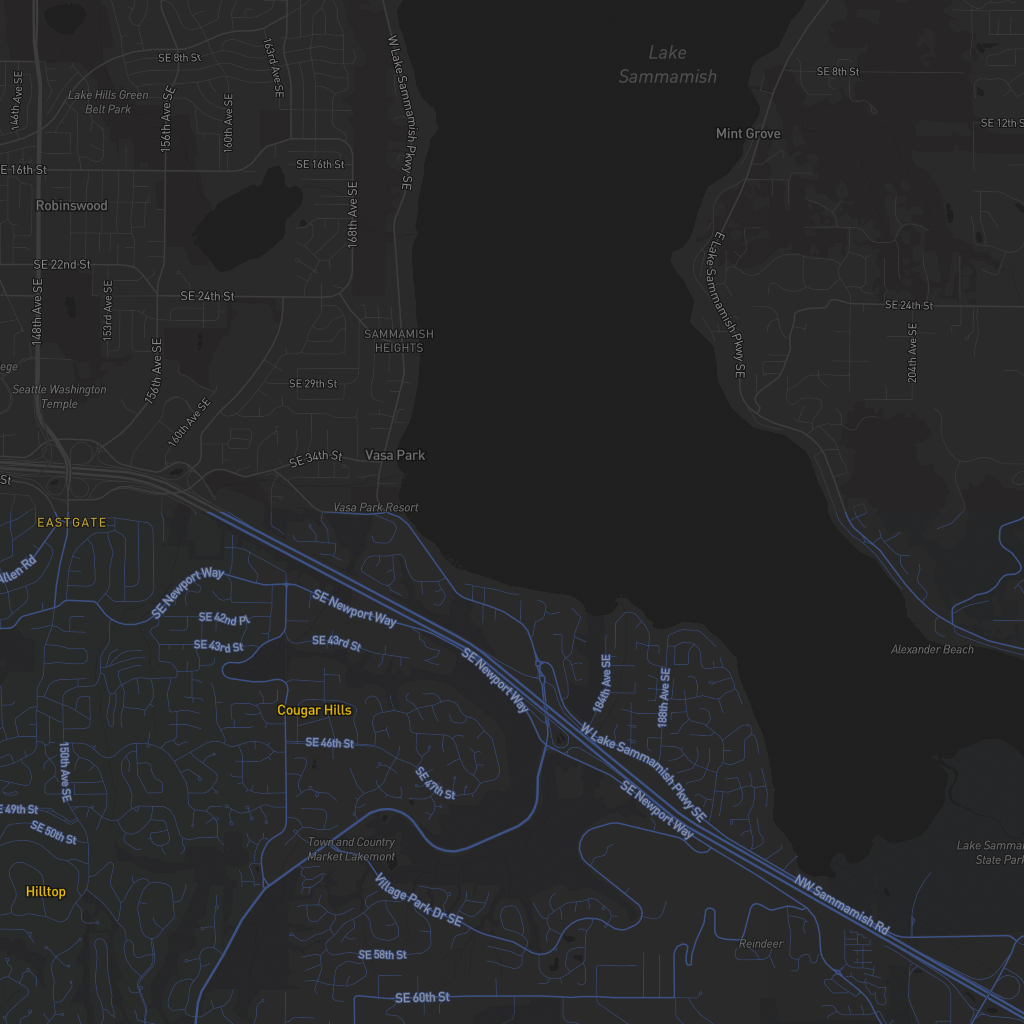 Lake
Sammamish
SE 8th St
163rd Ave SE
W Lake Sammamish Pkwy SE
SE 8th St
146th Ave SE
Lake Hills Green
Belt Park
156th Ave SE
160th Ave SE
SE 12th S
Mint Grove
SE 16th St
E 16th St
168th Ave SE
Robinswood
E Lake Sammamish Pkwy SE
SE 22nd St
148th Ave SE
153rd Ave SE
SE 24th St
SE 24th St
SAMMAMISH
HEIGHTS
204th Ave SE
156th Ave SE
ege
SE 29th St
Seattle Washington
Temple
160th Ave SE
SE 34th St
Vasa Park
St
Vasa Park Resort
EASTGATE
Allen Rd
SE Newport Way
SE Newport Way
SE 42nd Pl
SE 43rd St
SE 43rd St
Alexander Beach
SE Newport Way
184th Ave SE
188th Ave SE
Cougar Hills
SE 46th St
W Lake Sammamish Pkwy SE
150th Ave SE
SE 47th St
SE Newport Way
E 49th St
SE 50th St
Town and Country
Market Lakemont
Lake Sammam
State Park
Hilltop
Village Park Dr SE
NW Sammamish Rd
Reindeer
SE 58th St
SE 60th St